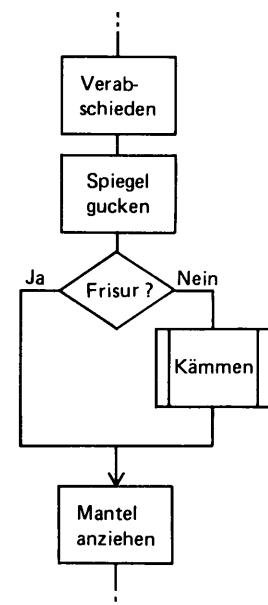 Verab-
schieden
Spiegel
gucken
Ja
Frisur ?
Nein
Kämmen
Mantel
anziehen